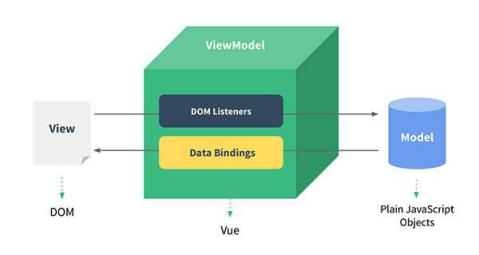 ViewModel
DOM Listeners
View
Model
Data Bindings
DOM
Vue
Plain JavaScript
Objects